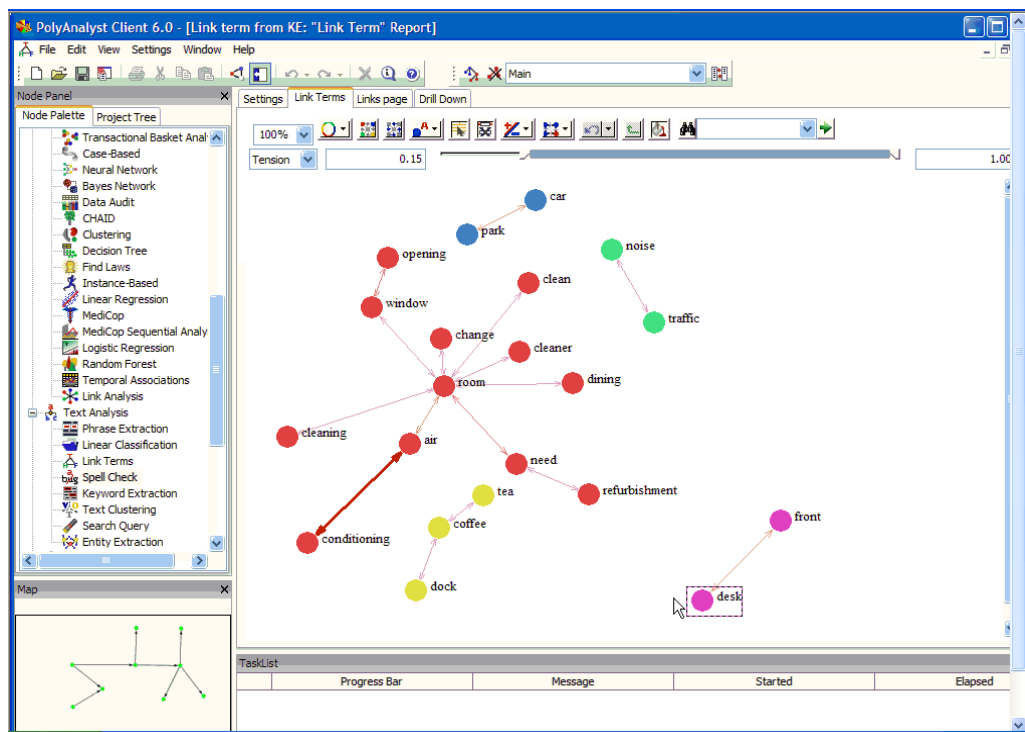 PolyAnalyst Client 6.0 - [Link term from KE: "Link Term" Report]
File Edit View Settings Window Help
Main
Node Panel
Node Palette Project Tree
Transactional Basket Anal
Case-Based
Neural Network
Bayes Network
Data Audit
CHAID
Clustering
Decision Tree
Find Laws
Instance-Based
Linear Regression
MediCop
MediCop Sequential Analy
Logistic Regression
Random Forest
Temporal Associations
Link Analysis
Text Analysis
Phrase Extraction
Linear Classification
Link Terms
Spell Check
Keyword Extraction
Text Clustering
Search Query
Entity Extraction
Map
Settings Link Terms Links page Drill Down
100%
Tension 0.15 1.00
car
park
noise
opening
clean
window
traffic
change
cleaner
room
dining
cleaning
air
need
tea
refurbishment
front
coffee
conditioning
dock
desk
TaskList
Progress Bar Message Started Elapsed